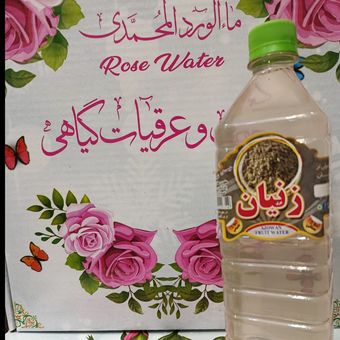 ماءالورد المحمدی
Rose Water
و عرقیات گیاهی
زنیان
AJOWAN
FRUIT WATER